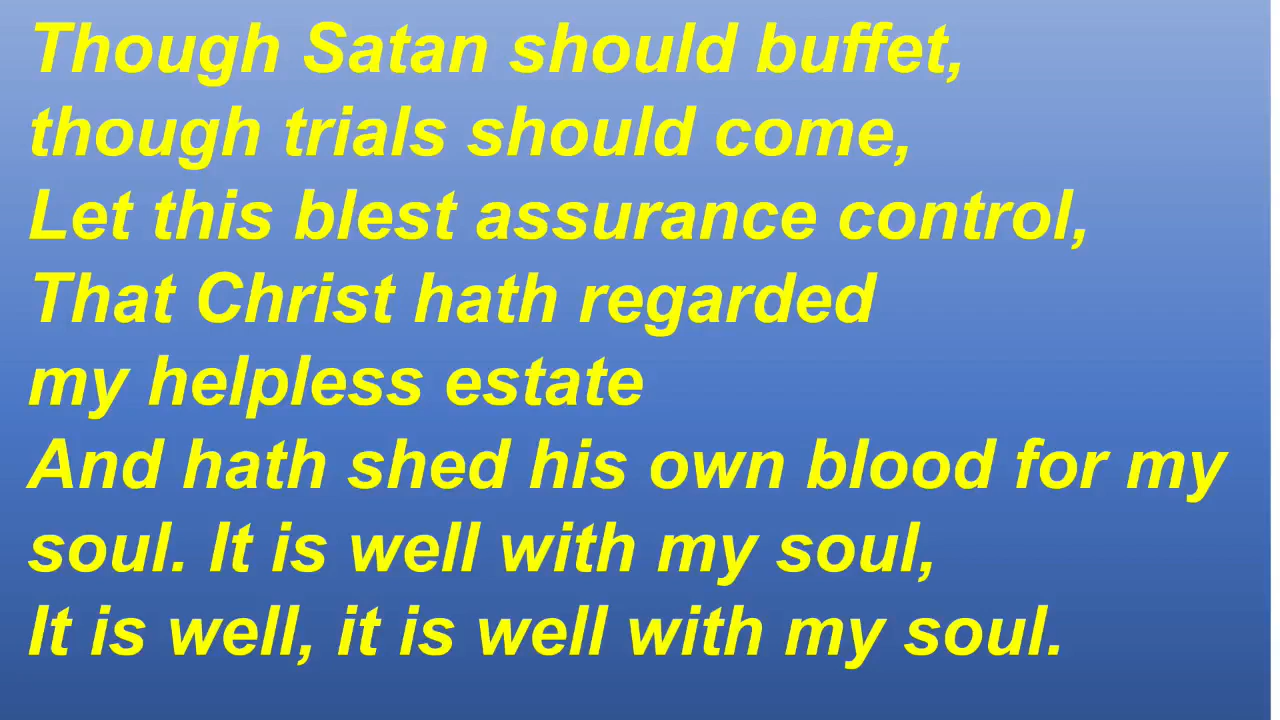 Though Satan should buffet,
though trials should come,
Let this blest assurance control,
That Christ hath regarded
my helpless estate
And hath shed his own blood for my
soul. It is well with my soul,
It is well, it is well with my soul.